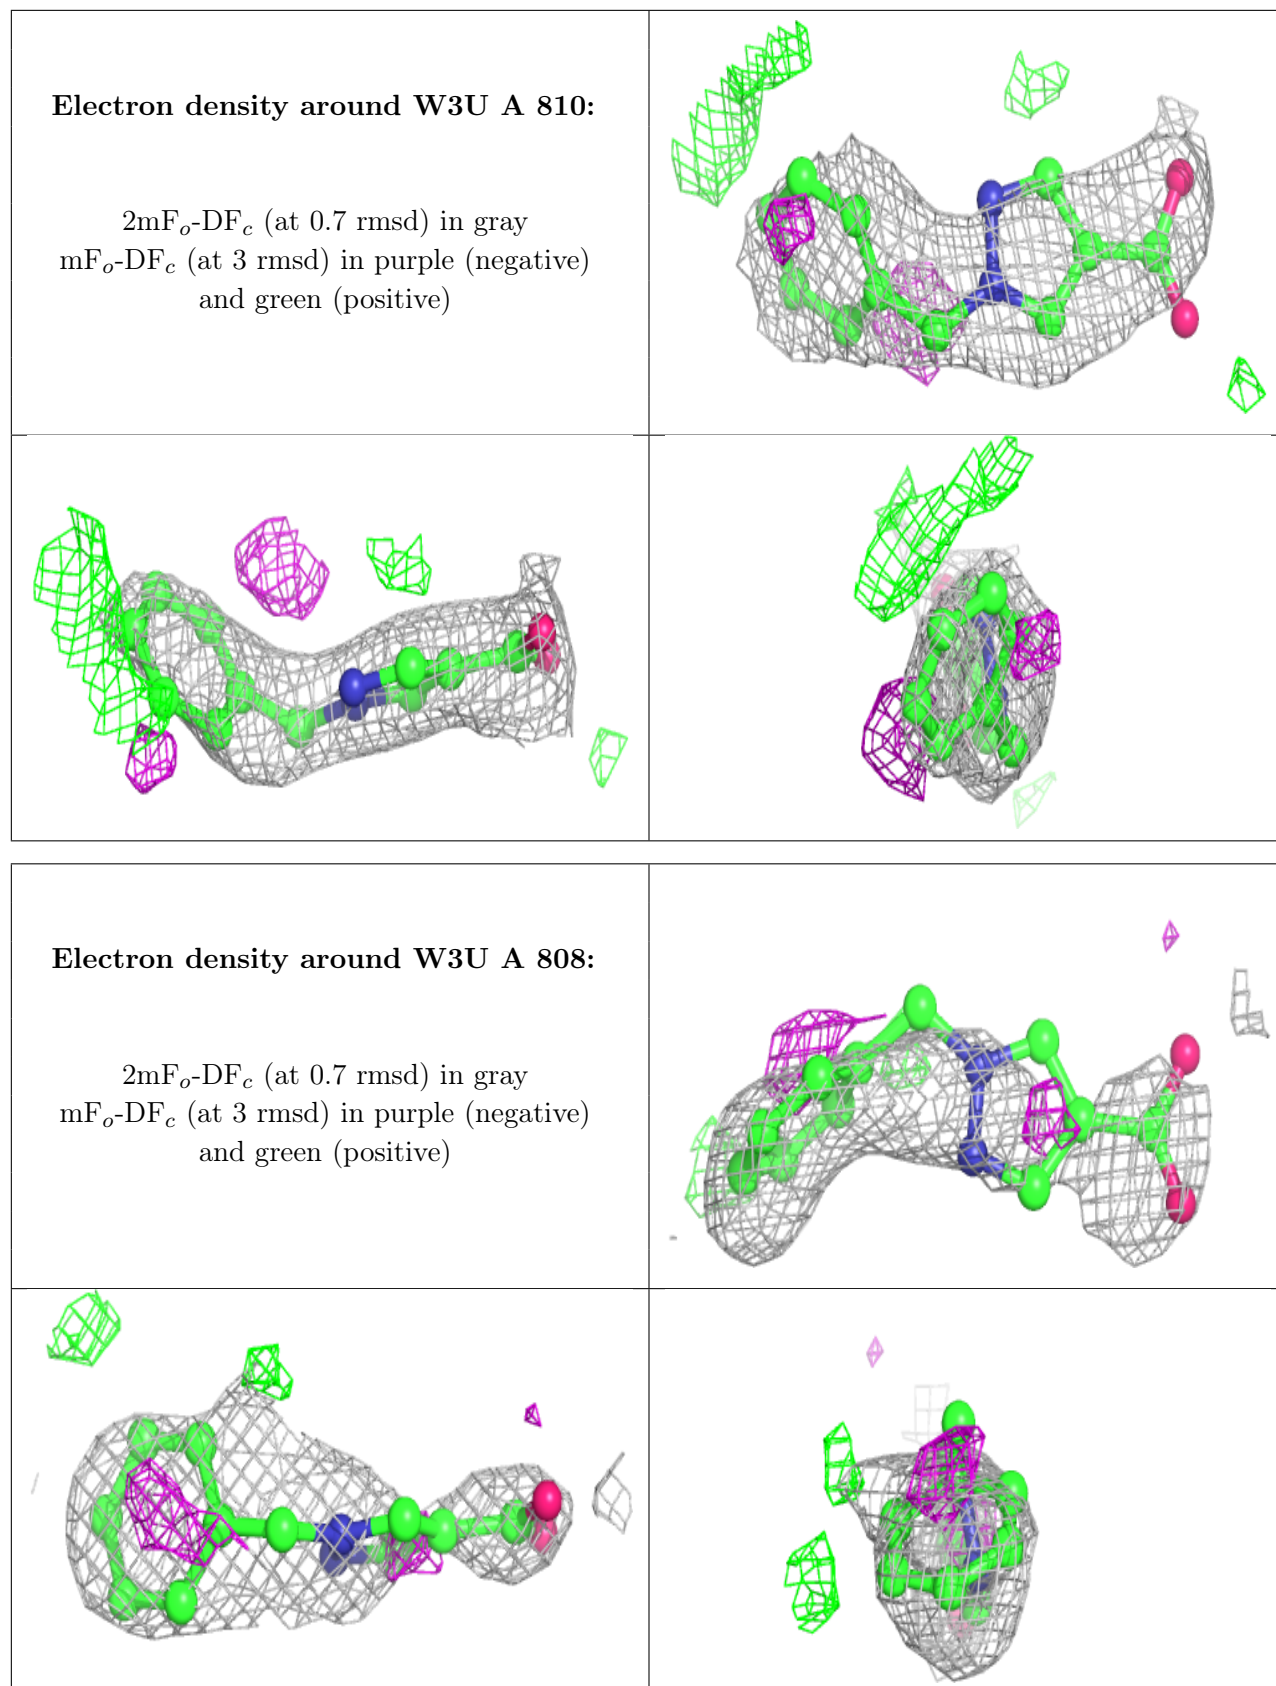 Electron density around W3U A 810:
2mFₒ-DF𝒸 (at 0.7 rmsd) in gray
mFₒ-DF𝒸 (at 3 rmsd) in purple (negative)
and green (positive)
Electron density around W3U A 808:
2mFₒ-DF𝒸 (at 0.7 rmsd) in gray
mFₒ-DF𝒸 (at 3 rmsd) in purple (negative)
and green (positive)